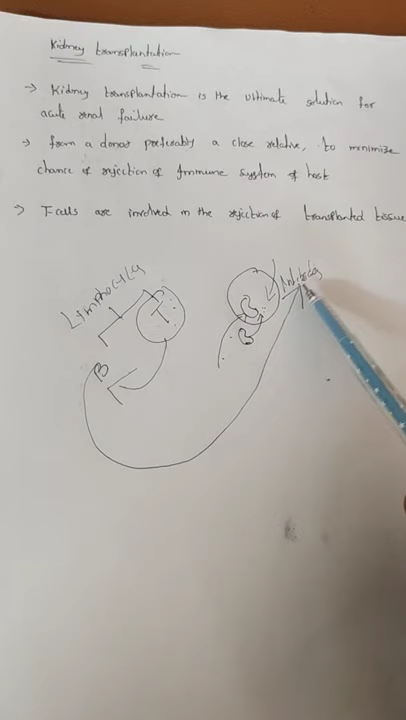 Kidney transplantation
→ Kidney transplantation is the ultimate solution for
acute renal failure
→ from a donar preferably a close relative, to minimize
chance of rejection of Immune system of host
→ T-cells are involved in the rejection of transplanted tissue
Lymphocytes
T
B
B
Antibodies